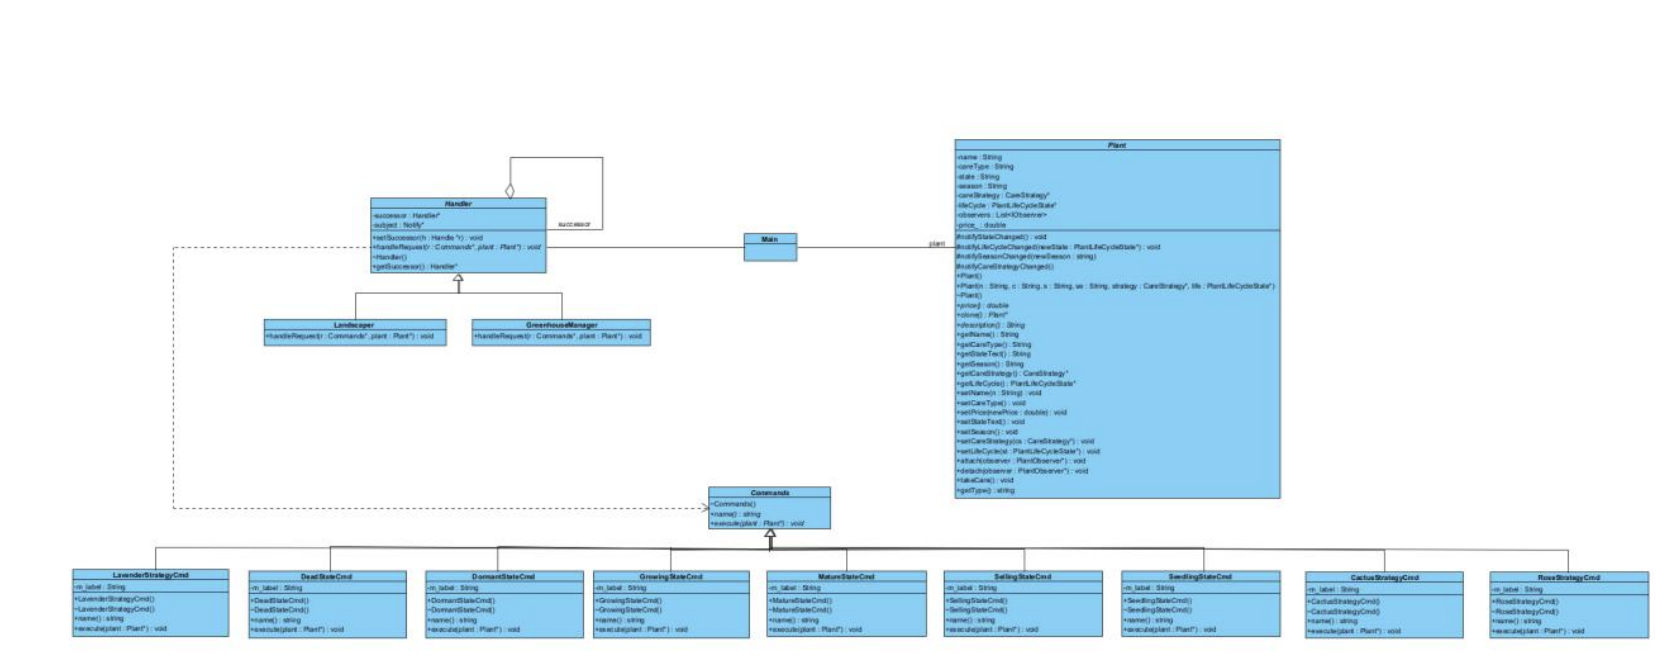 Plant
-name : String
-careType : String
-state : String
-season : String
-careStrategy : CareStrategy*
-lifeCycle : PlantLifeCycleState*
-observers : List<IObserver>
-price_ : double
#notifyStateChanged() : void
#notifyLifeCycleChanged(newState : PlantLifeCycleState*) : void
#notifySeasonChanged(newSeason : string)
#notifyCareStrategyChanged()
+Plant()
+Plant(n : String, c : String, s : String, se : String, strategy : CareStrategy*, life : PlantLifeCycleState*)
~Plant()
+price() : double
+clone() : Plant*
+description() : String
+getName() : String
+getCareType() : String
+getStateText() : String
+getSeason() : String
+getCareStrategy() : CareStrategy*
+getLifeCycle() : PlantLifeCycleState*
+setName(n : String) : void
+setCareType() : void
+setPrice(newPrice : double) : void
+setStateText() : void
+setSeason() : void
+setCareStrategy(cs : CareStrategy*) : void
+setLifeCycle(st : PlantLifeCycleState*) : void
+attach(observer : PlantObserver*) : void
+detach(observer : PlantObserver*) : void
+takeCare() : void
+getType() : string
Handler
-successor : Handler*
-subject : Notify*
+setSuccessor(h : Handle *r) : void
+handleRequest(r : Commands*, plant : Plant*) : void
~Handler()
+getSuccessor() : Handler*
successor
Main
plant
Landscaper
+handleRequest(r : Commands*, plant : Plant*) : void
GreenhouseManager
+handleRequest(r : Commands*, plant : Plant*) : void
Commands
~Commands()
+name() : string
+execute(plant : Plant*) : void
LavenderStrategyCmd
-m_label : String
+LavenderStrategyCmd()
~LavenderStrategyCmd()
+name() : string
+execute(plant : Plant*) : void
DeadStateCmd
-m_label : String
+DeadStateCmd()
~DeadStateCmd()
+name() : string
+execute(plant : Plant*) : void
DormantStateCmd
-m_label : String
+DormantStateCmd()
~DormantStateCmd()
+name() : string
+execute(plant : Plant*) : void
GrowingStateCmd
-m_label : String
+GrowingStateCmd()
~GrowingStateCmd()
+name() : string
+execute(plant : Plant*) : void
MatureStateCmd
-m_label : String
+MatureStateCmd()
~MatureStateCmd()
+name() : string
+execute(plant : Plant*) : void
SellingStateCmd
-m_label : String
+SellingStateCmd()
~SellingStateCmd()
+name() : string
+execute(plant : Plant*) : void
SeedlingStateCmd
-m_label : String
+SeedlingStateCmd()
~SeedlingStateCmd()
+name() : string
+execute(plant : Plant*) : void
CactusStrategyCmd
-m_label : String
+CactusStrategyCmd()
~CactusStrategyCmd()
+name() : string
+execute(plant : Plant*) : void
RoseStrategyCmd
-m_label : String
+RoseStrategyCmd()
~RoseStrategyCmd()
+name() : string
+execute(plant : Plant*) : void